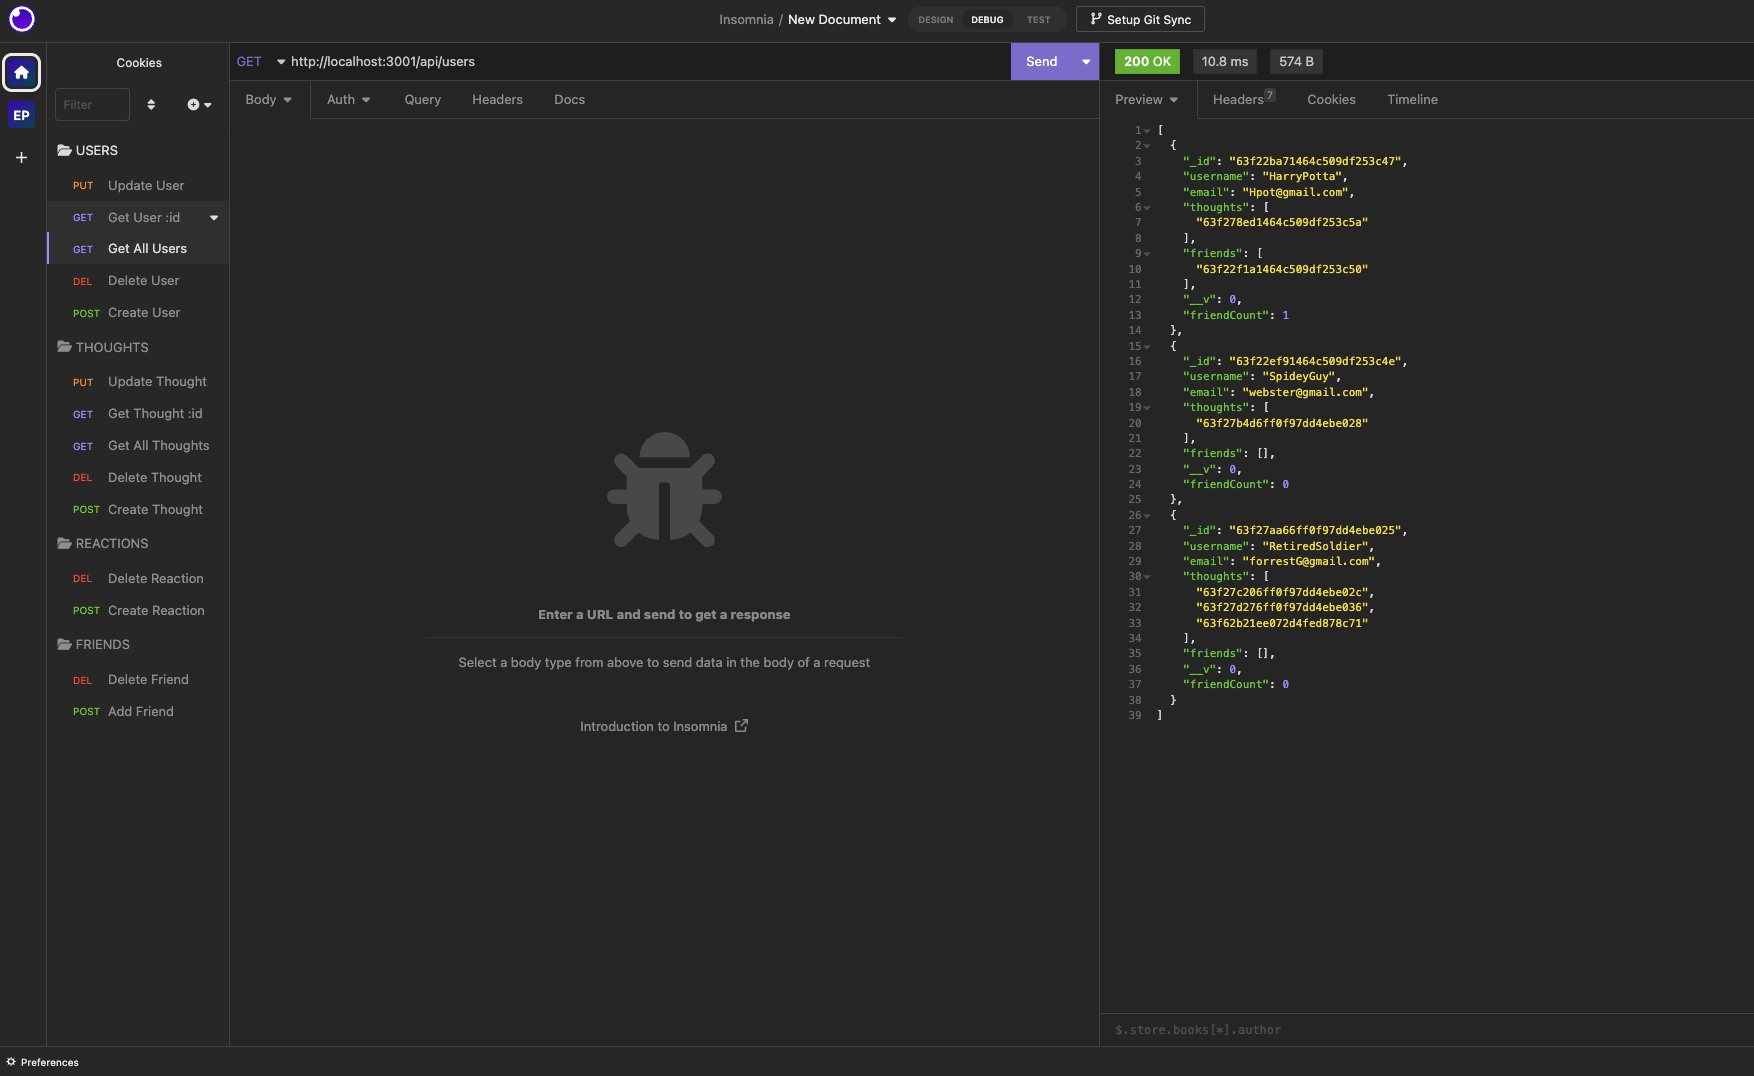 Insomnia / New Document
DESIGN DEBUG TEST
Setup Git Sync
EP
+
Cookies
Filter
USERS
PUT Update User
GET Get User :id
GET Get All Users
DEL Delete User
POST Create User
THOUGHTS
PUT Update Thought
GET Get Thought :id
GET Get All Thoughts
DEL Delete Thought
POST Create Thought
REACTIONS
DEL Delete Reaction
POST Create Reaction
FRIENDS
DEL Delete Friend
POST Add Friend
GET http://localhost:3001/api/users Send
Body Auth Query Headers Docs
Enter a URL and send to get a response
Select a body type from above to send data in the body of a request
Introduction to Insomnia
200 OK 10.8 ms 574 B
Preview Headers 7 Cookies Timeline
1 [
2 {
3 "_id": "63f22ba71464c509df253c47",
4 "username": "HarryPotta",
5 "email": "Hpot@gmail.com",
6 "thoughts": [
7 "63f278ed1464c509df253c5a"
8 ],
9 "friends": [
10 "63f22f1a1464c509df253c50"
11 ],
12 "__v": 0,
13 "friendCount": 1
14 },
15 {
16 "_id": "63f22ef91464c509df253c4e",
17 "username": "SpideyGuy",
18 "email": "webster@gmail.com",
19 "thoughts": [
20 "63f27b4d6ff0f97dd4ebe028"
21 ],
22 "friends": [],
23 "__v": 0,
24 "friendCount": 0
25 },
26 {
27 "_id": "63f27aa66ff0f97dd4ebe025",
28 "username": "RetiredSoldier",
29 "email": "forrestG@gmail.com",
30 "thoughts": [
31 "63f27c206ff0f97dd4ebe02c",
32 "63f27d276ff0f97dd4ebe036",
33 "63f62b21ee072d4fed878c71"
34 ],
35 "friends": [],
36 "__v": 0,
37 "friendCount": 0
38 }
39 ]
$.store.books[*].author
Preferences